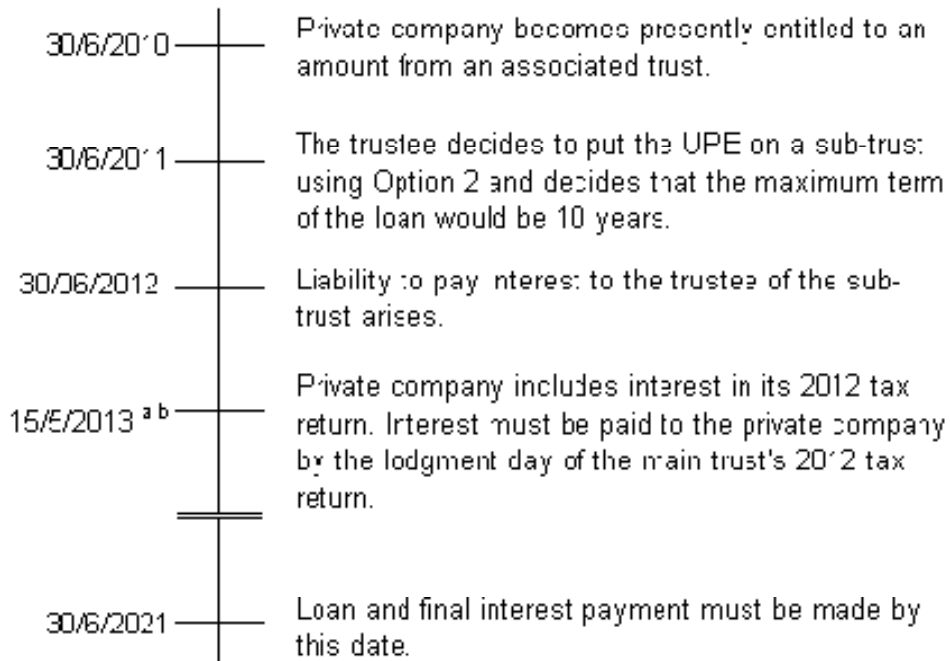 30/6/2010
Private company becomes presently entitled to an
amount from an associated trust.
30/6/2011
The trustee decides to put the UPE on a sub-trust
using Option 2 and decides that the maximum term
of the loan would be 10 years.
30/06/2012
Liability to pay interest to the trustee of the sub-
trust arises.
15/5/2013 a b
Private company includes interest in its 2012 tax
return. Interest must be paid to the private company
by the lodgment day of the main trust's 2012 tax
return.
30/6/2021
Loan and final interest payment must be made by
this date.